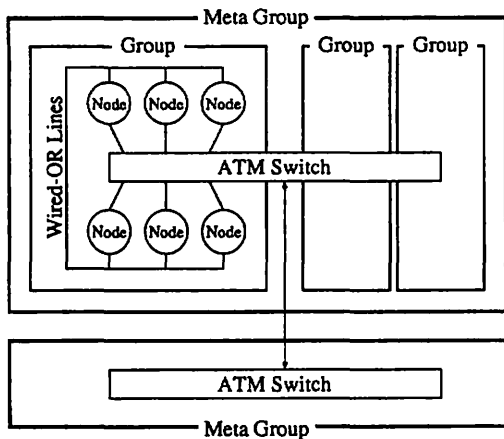 Meta Group
Group
Group
Group
Wired-OR Lines
Node
Node
Node
ATM Switch
Node
Node
Node
ATM Switch
Meta Group